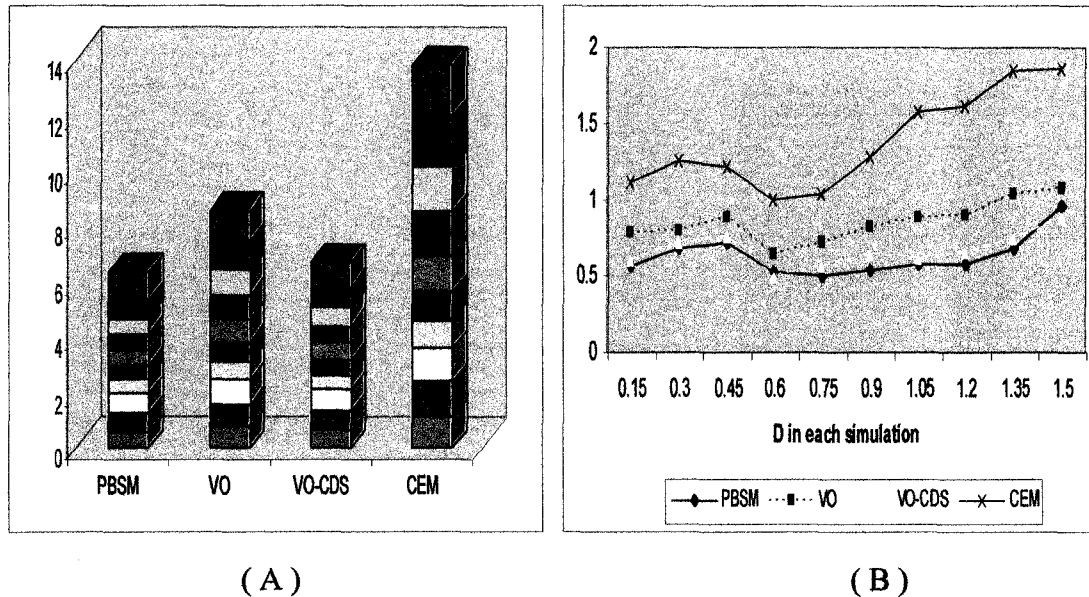 14
12
10
8
6
4
2
0
PBSM VO VO-CDS CEM
2
1.5
1
0.5
0
0.15 0.3 0.45 0.6 0.75 0.9 1.05 1.2 1.35 1.5
D in each simulation
PBSM VO VO-CDS CEM
( A ) ( B )